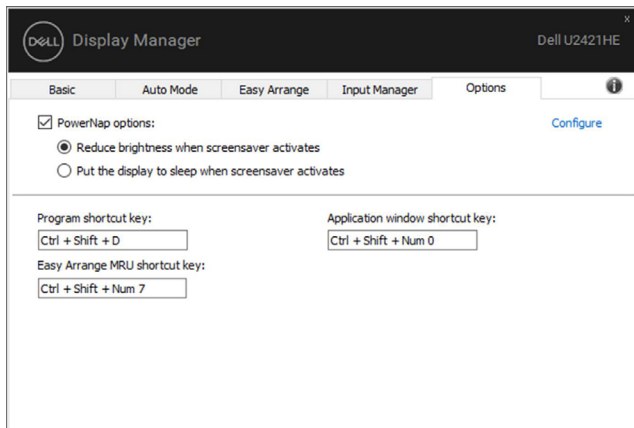 x
DELL Display Manager Dell U2421HE
Basic Auto Mode Easy Arrange Input Manager Options
PowerNap options: Configure
Reduce brightness when screensaver activates
Put the display to sleep when screensaver activates
Program shortcut key: Application window shortcut key:
Ctrl + Shift + D Ctrl + Shift + Num 0
Easy Arrange MRU shortcut key:
Ctrl + Shift + Num 7